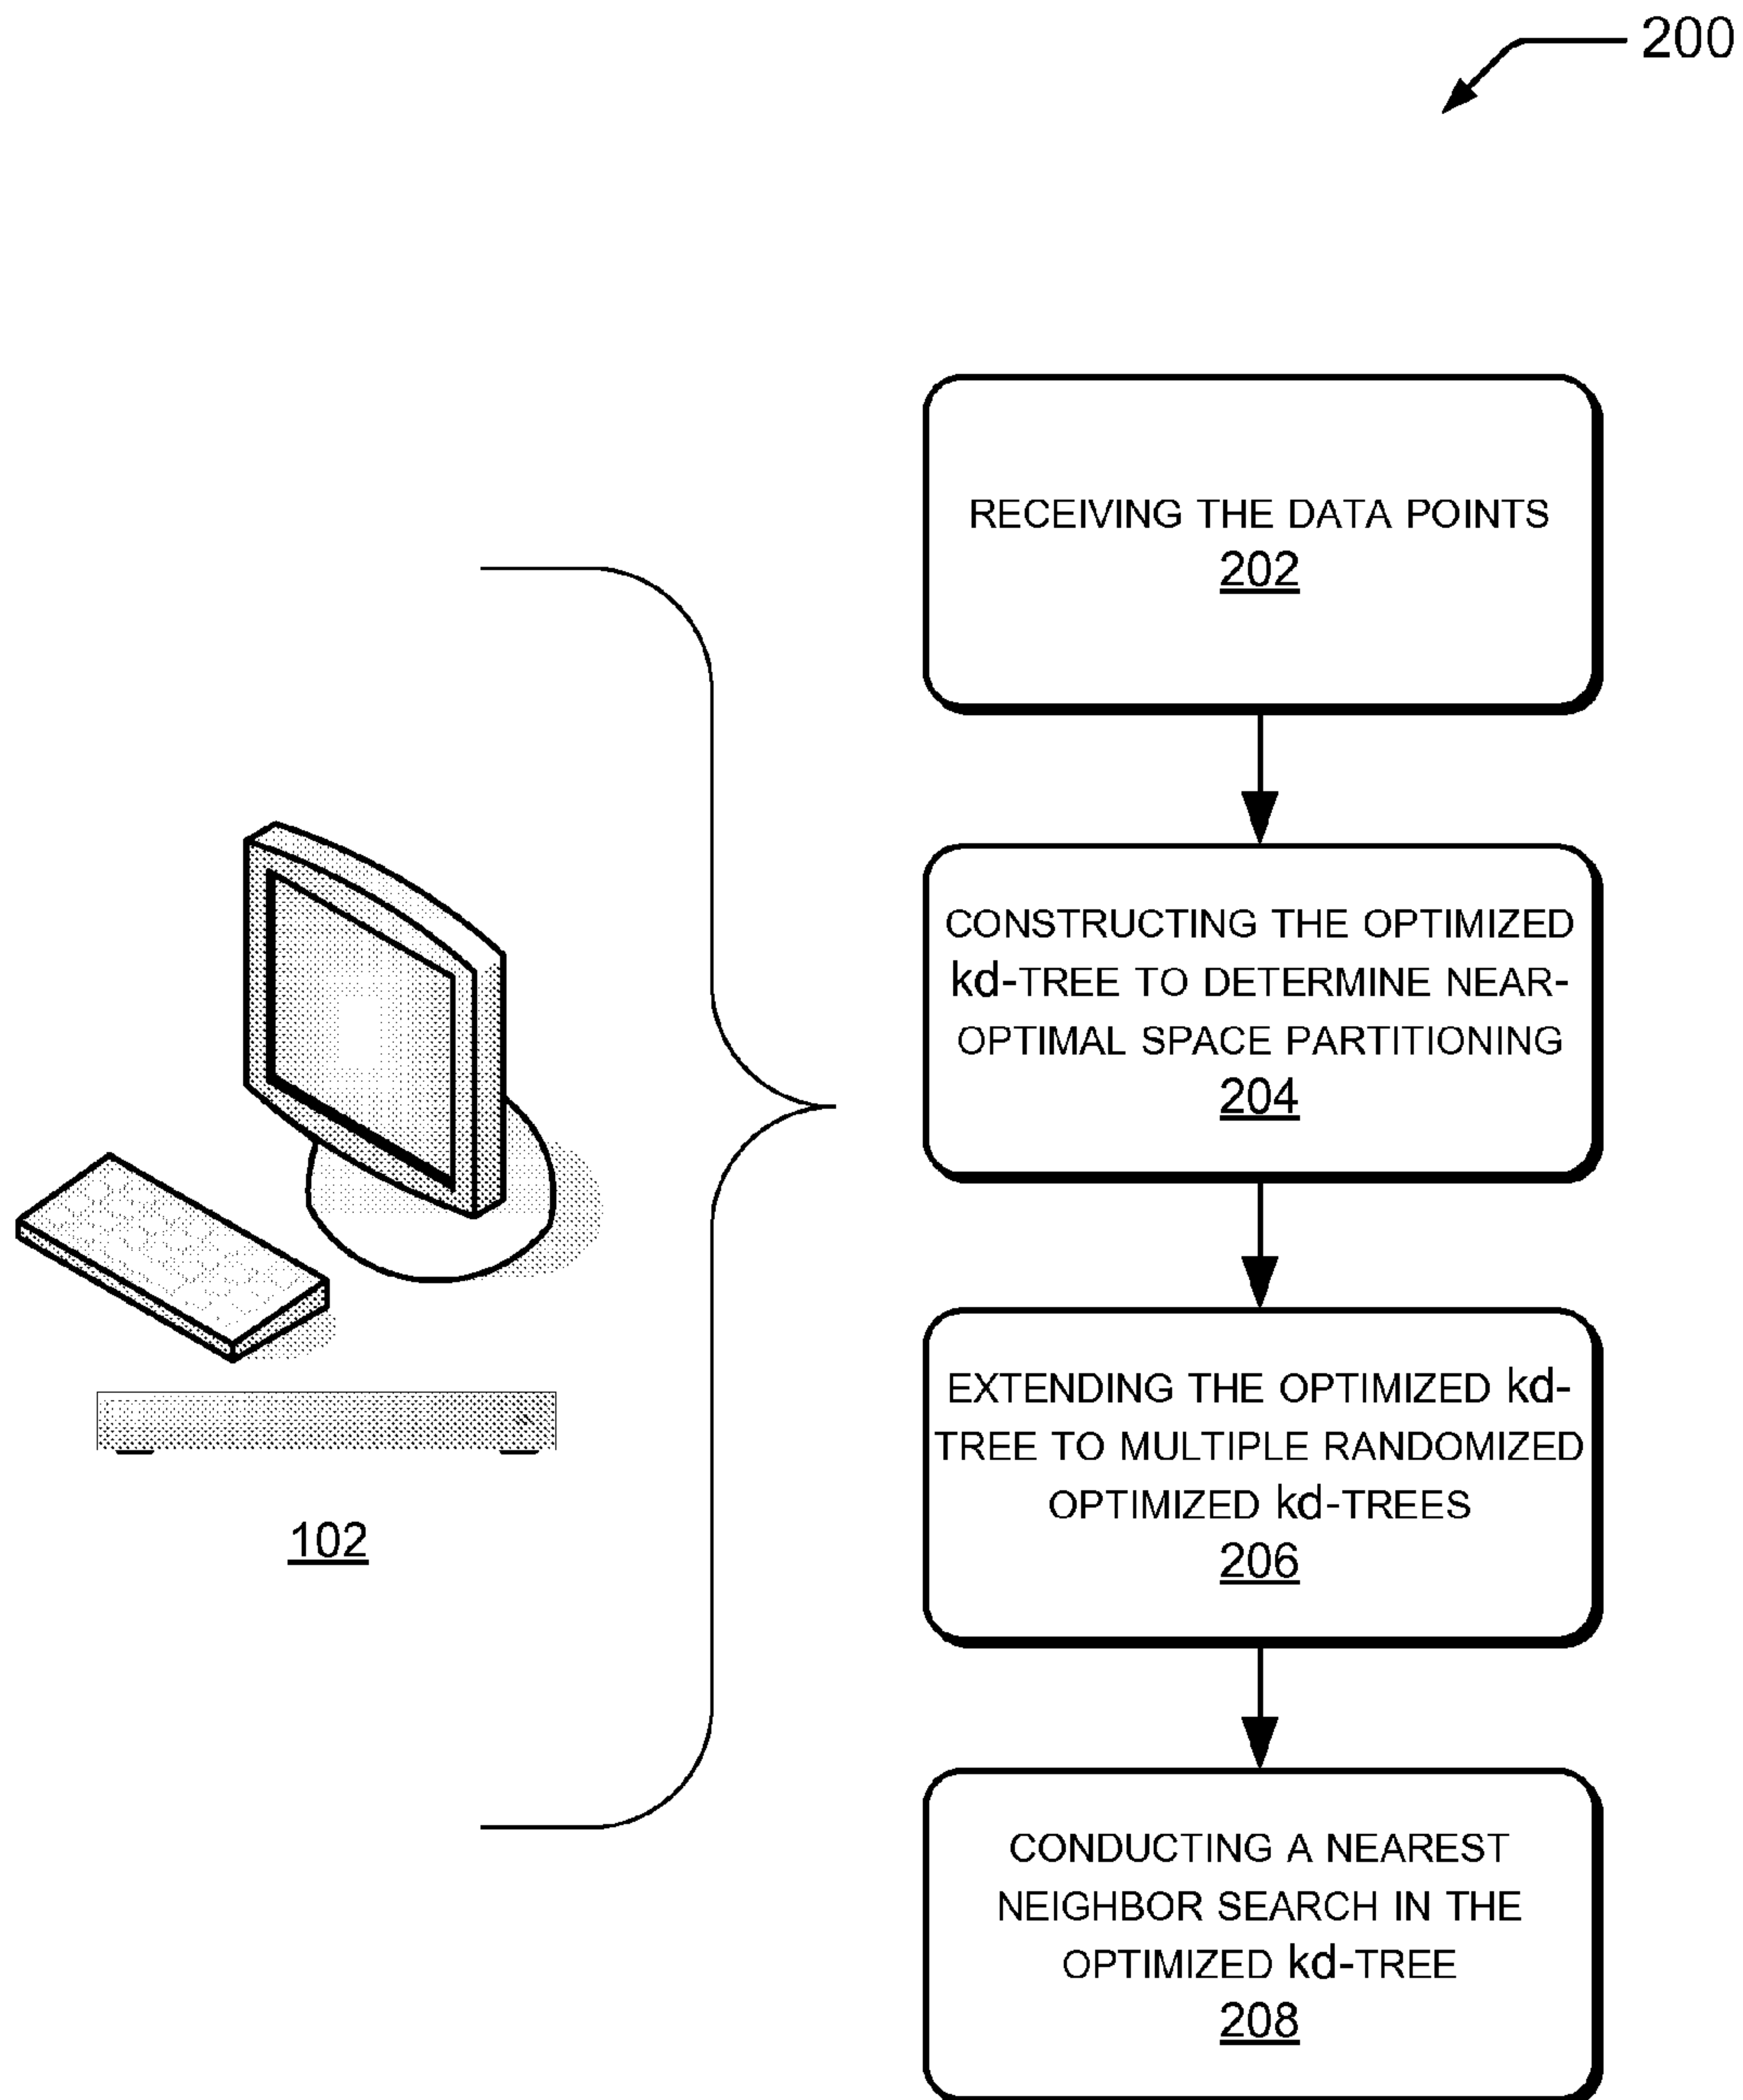 200
RECEIVING THE DATA POINTS
202
CONSTRUCTING THE OPTIMIZED
kd-TREE TO DETERMINE NEAR-
OPTIMAL SPACE PARTITIONING
204
EXTENDING THE OPTIMIZED kd-
TREE TO MULTIPLE RANDOMIZED
OPTIMIZED kd-TREES
206
102
CONDUCTING A NEAREST
NEIGHBOR SEARCH IN THE
OPTIMIZED kd-TREE
208